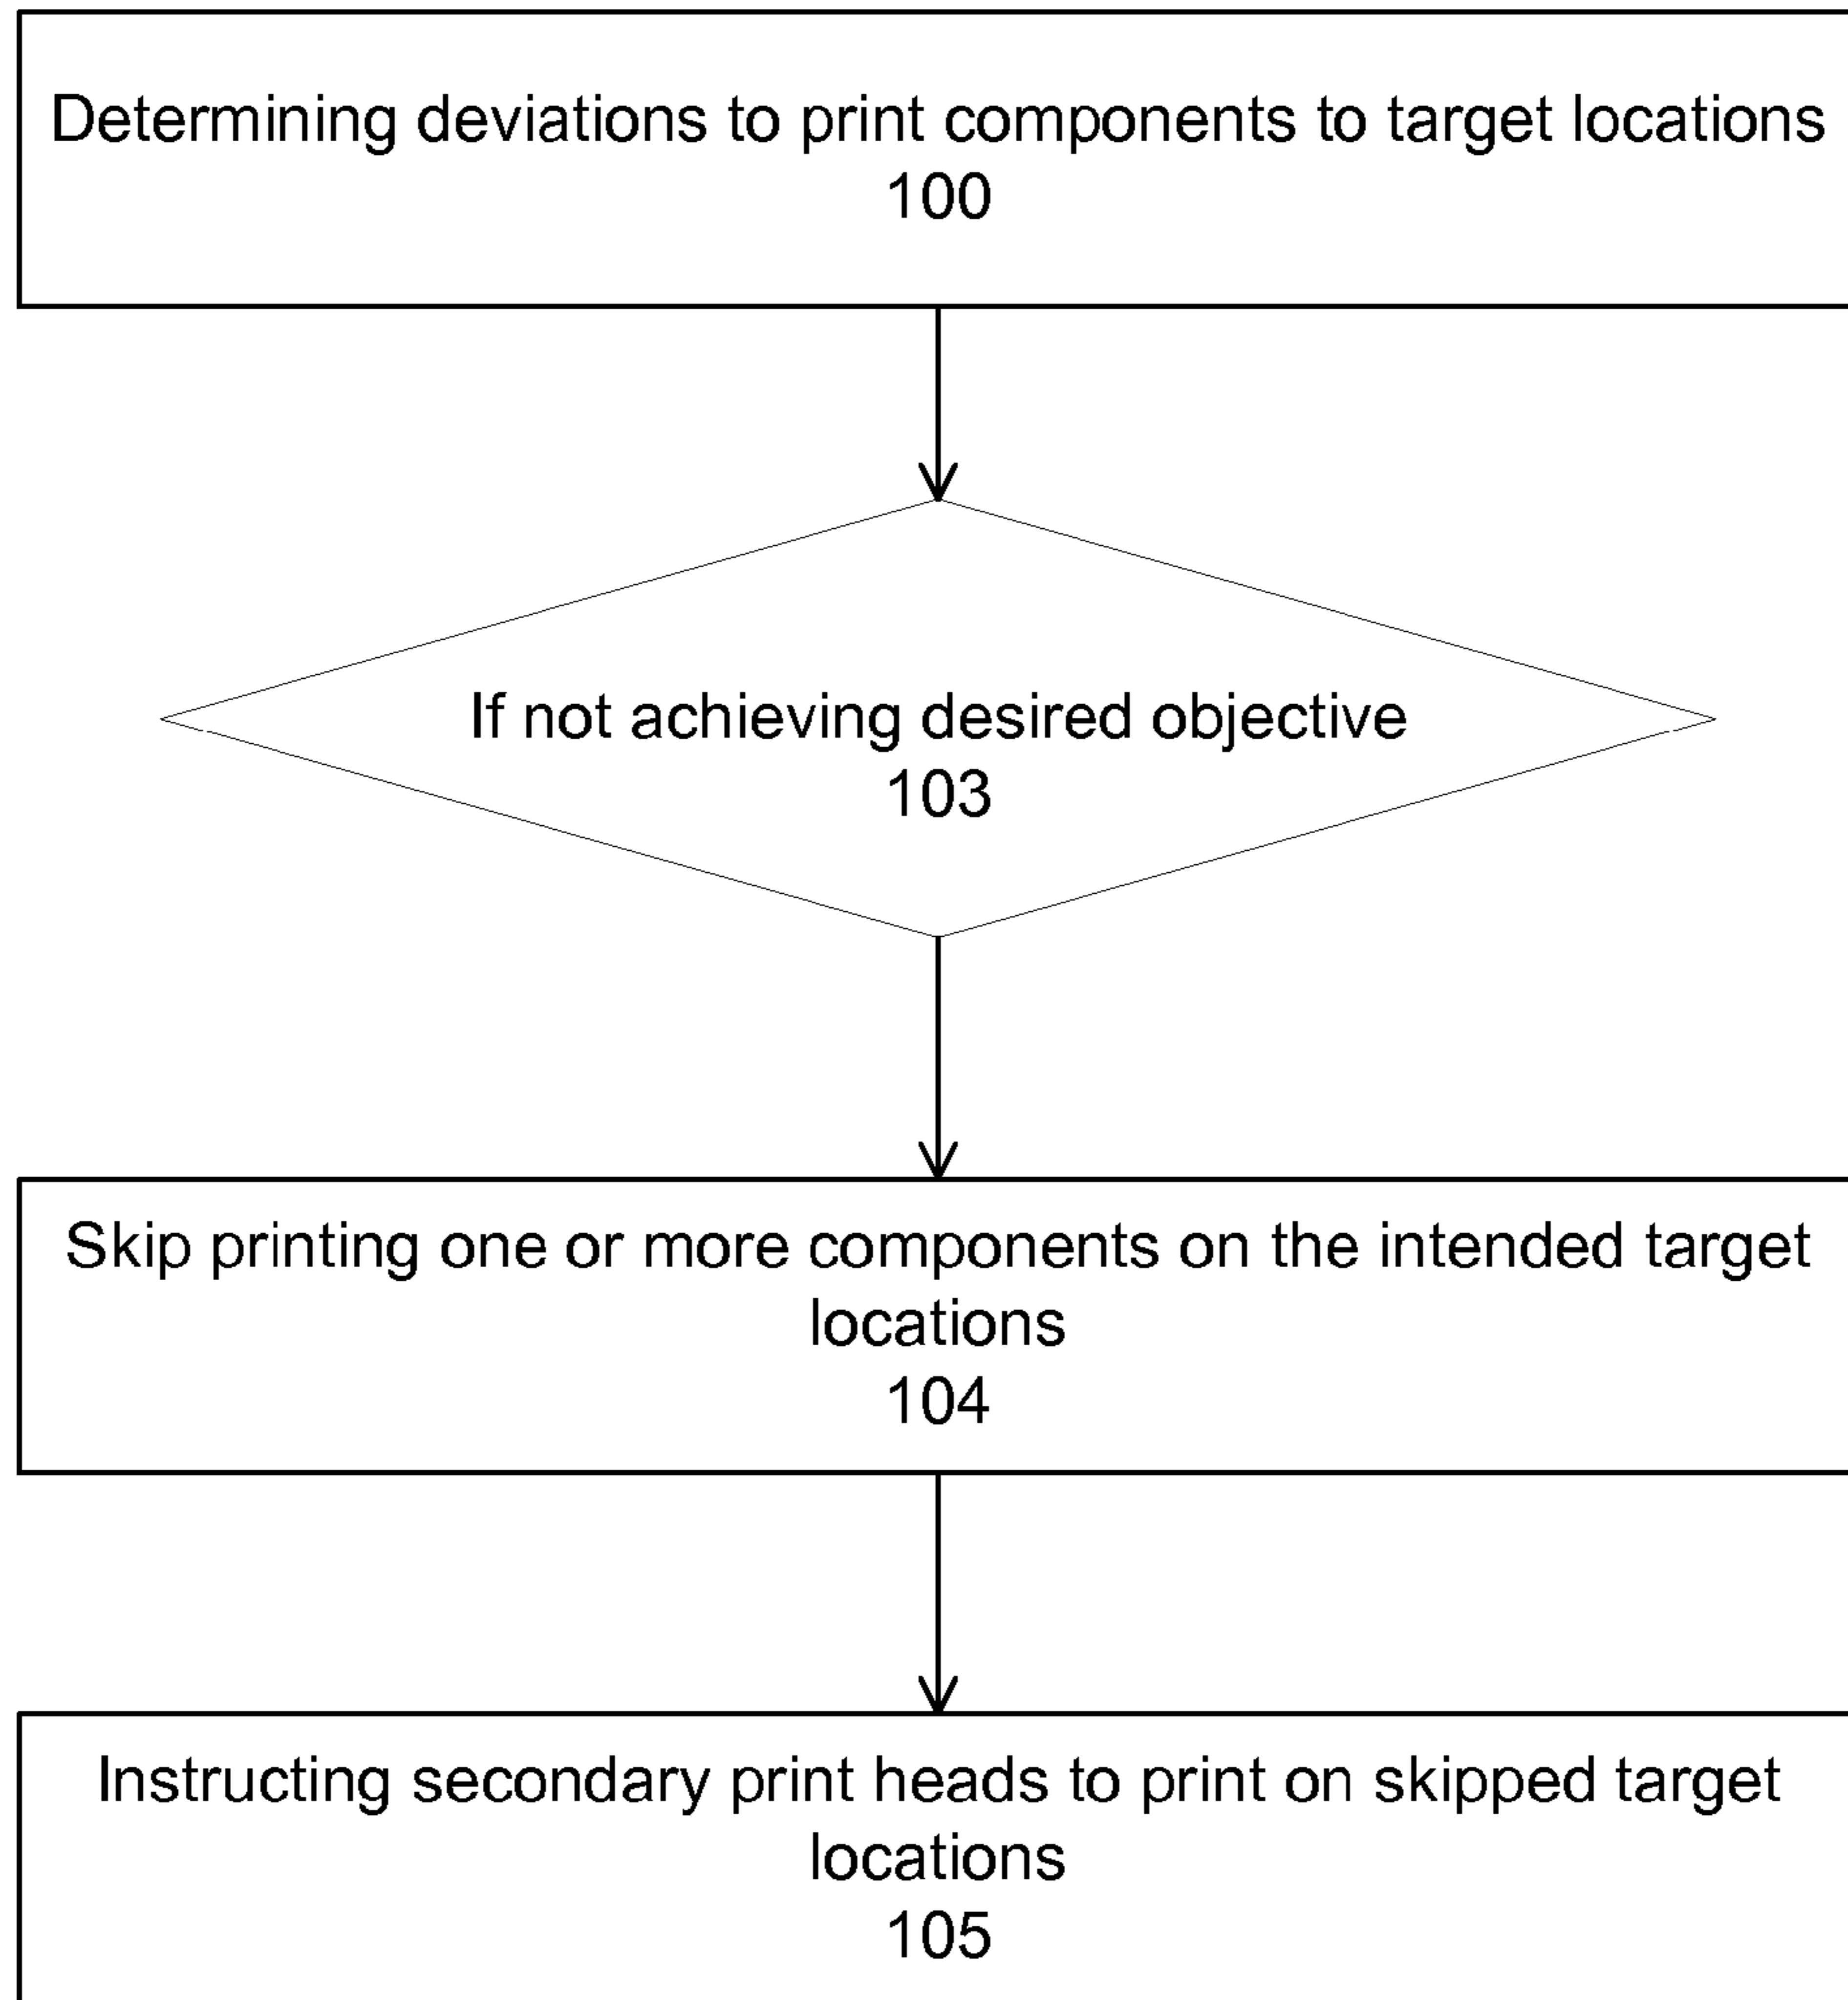 Determining deviations to print components to target locations
100
If not achieving desired objective
103
Skip printing one or more components on the intended target
locations
104
Instructing secondary print heads to print on skipped target
locations
105